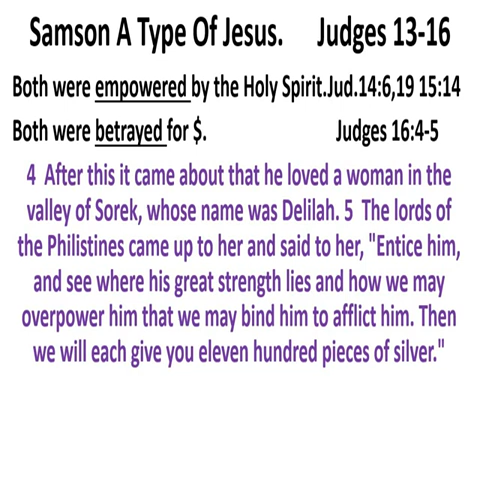 Samson A Type Of Jesus. Judges 13-16
Both were empowered by the Holy Spirit.Jud.14:6,19 15:14
Both were betrayed for $. Judges 16:4-5
4 After this it came about that he loved a woman in the
valley of Sorek, whose name was Delilah. 5 The lords of
the Philistines came up to her and said to her, "Entice him,
and see where his great strength lies and how we may
overpower him that we may bind him to afflict him. Then
we will each give you eleven hundred pieces of silver."